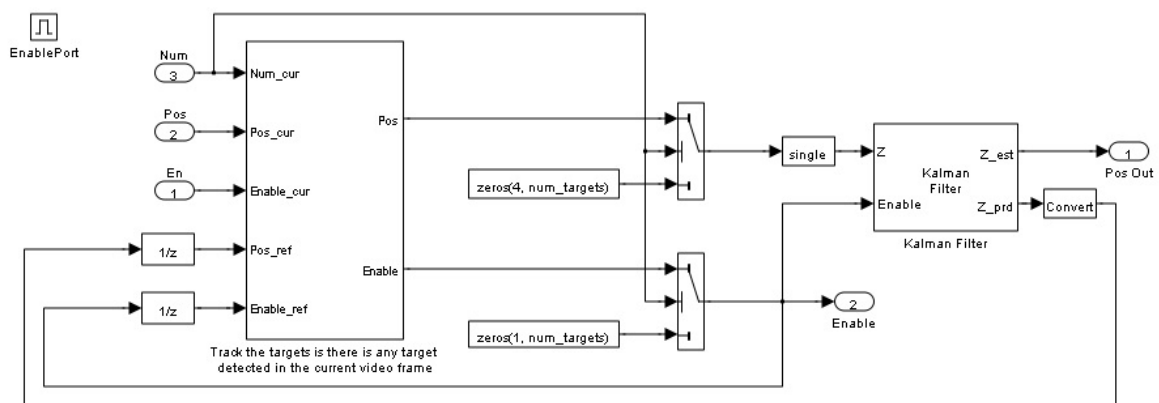 EnablePort
Num
3
Num_cur
Pos
2
Pos_cur
Pos
En
1
Enable_cur
zeros(4, num_targets)
single
Z
Kalman
Filter
Z_est
1
Pos Out
Enable
Z_prd
Convert
Kalman Filter
1/z
Pos_ref
Enable
1/z
Enable_ref
2
Enable
zeros(1, num_targets)
Track the targets is there is any target
detected in the current video frame